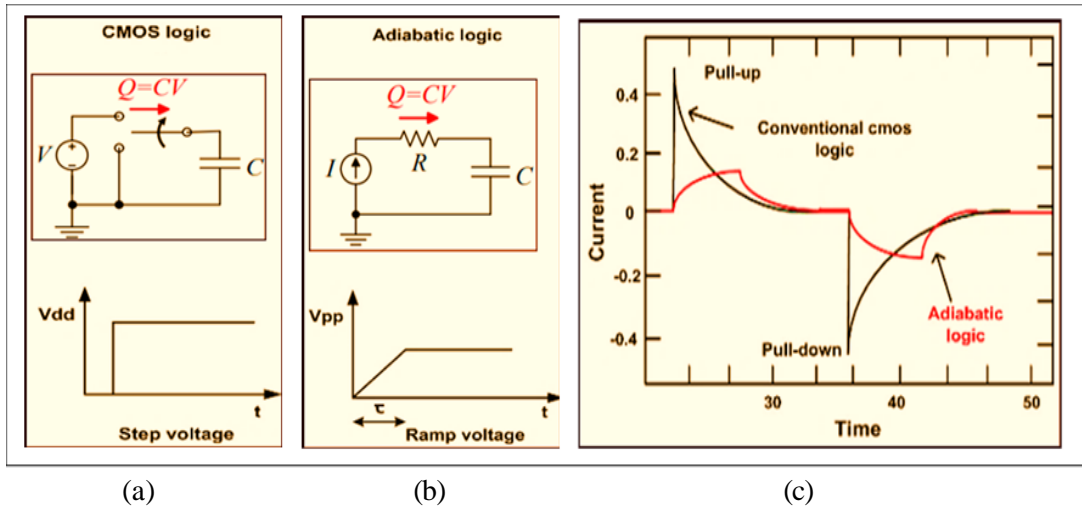 CMOS logic
Q=CV
V
C
Vdd
t
Step voltage
(a)
Adiabatic logic
Q=CV
I
R
C
Vpp
τ
t
Ramp voltage
(b)
Current
0.4
0.2
0
-0.2
-0.4
Pull-up
Conventional cmos
logic
Adiabatic
logic
Pull-down
30
40
50
Time
(c)